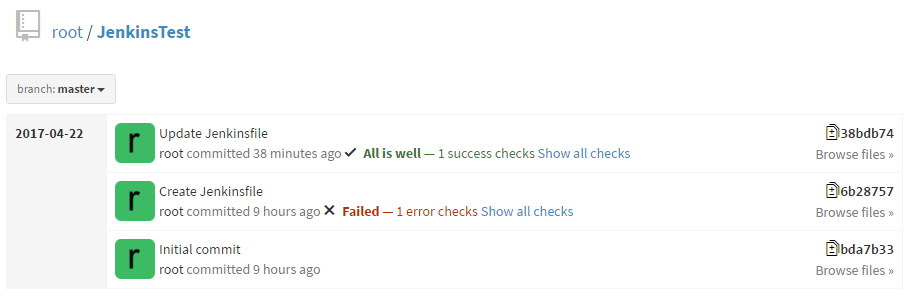 root / JenkinsTest
branch: master
2017-04-22
Update Jenkinsfile
38bdb74
root committed 38 minutes ago All is well — 1 success checks Show all checks
Browse files »
Create Jenkinsfile
6b28757
root committed 9 hours ago Failed — 1 error checks Show all checks
Browse files »
Initial commit
bda7b33
root committed 9 hours ago
Browse files »
r
r
r